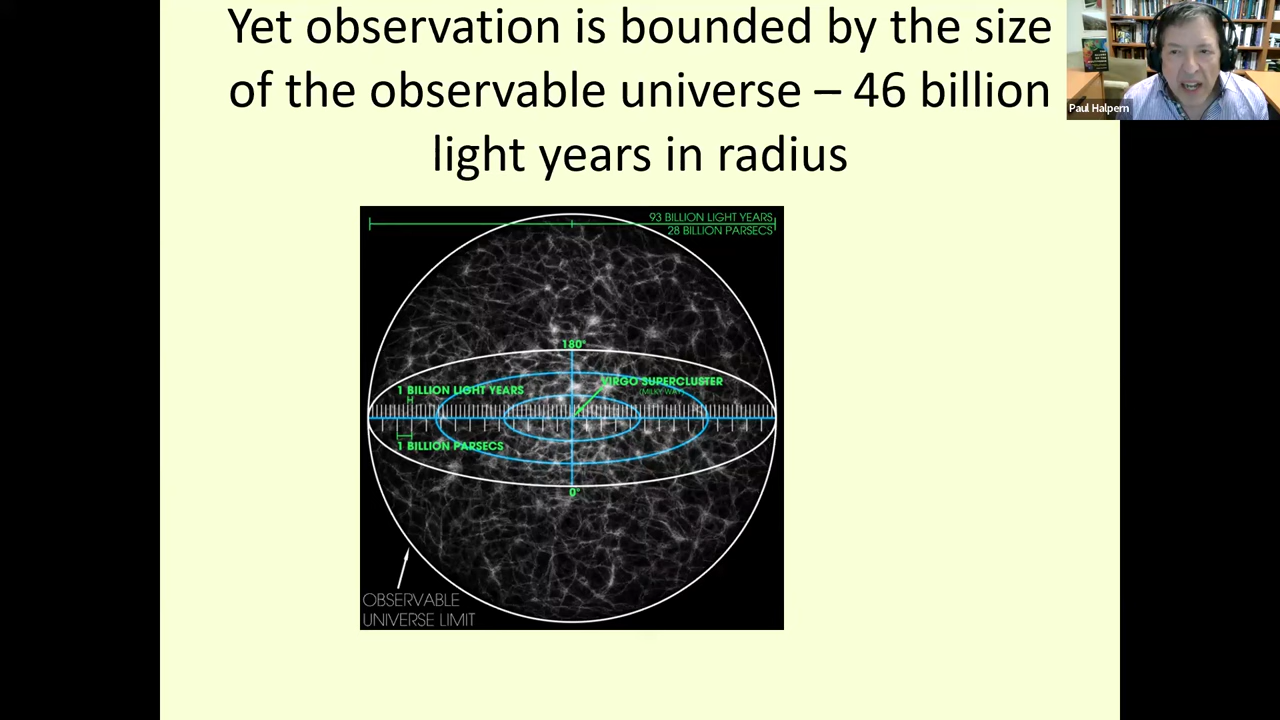 Yet observation is bounded by the size
of the observable universe – 46 billion
light years in radius
Paul Halpern
93 BILLION LIGHT YEARS
28 BILLION PARSECS
180°
VIRGO SUPERCLUSTER
(MILKY WAY)
1 BILLION LIGHT YEARS
1 BILLION PARSECS
0°
OBSERVABLE
UNIVERSE LIMIT